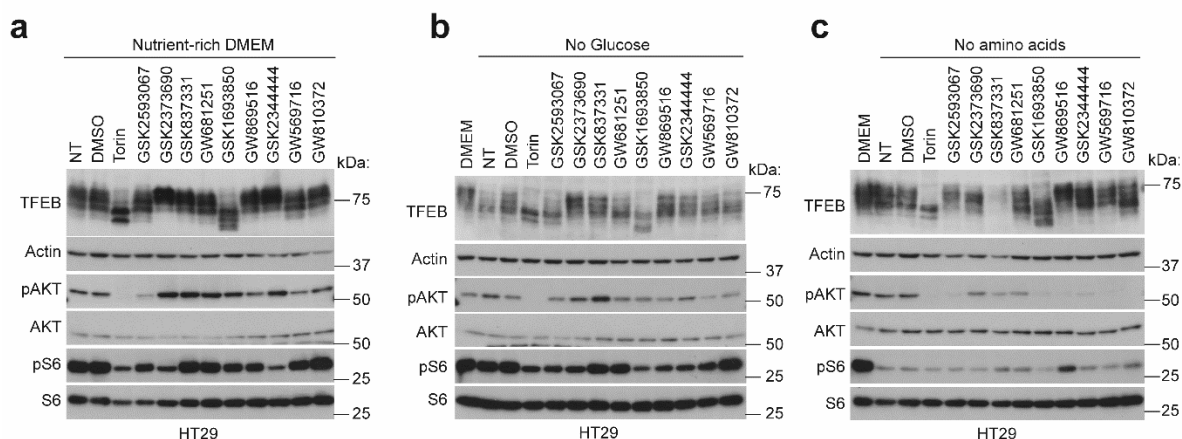 a
Nutrient-rich DMEM
NT
DMSO
Torin
GSK2593067
GSK2373690
GSK837331
GW681251
GSK1693850
GW869516
GSK2344444
GW569716
GW810372
kDa:
TFEB
75
Actin
37
pAKT
50
AKT
50
pS6
25
S6
25
HT29
b
No Glucose
DMEM
NT
DMSO
Torin
GSK2593067
GSK2373690
GSK837331
GW681251
GSK1693850
GW869516
GSK2344444
GW569716
GW810372
kDa:
TFEB
75
Actin
37
pAKT
50
AKT
50
pS6
25
S6
25
HT29
c
No amino acids
DMEM
NT
DMSO
Torin
GSK2593067
GSK2373690
GSK837331
GW681251
GSK1693850
GW869516
GSK2344444
GW569716
GW810372
kDa:
TFEB
75
Actin
37
pAKT
50
AKT
50
pS6
25
S6
25
HT29